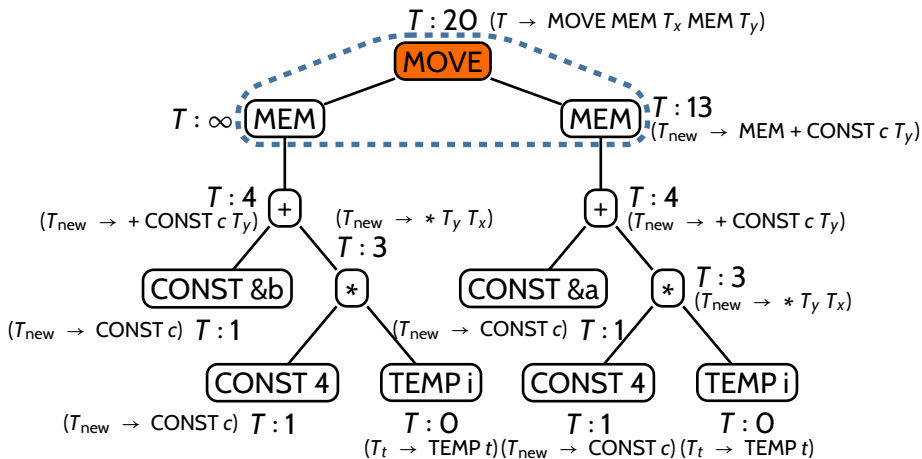 T : 20 (T → MOVE MEM Tx MEM Ty)
MOVE
T : ∞ MEM
MEM T : 13
(Tnew → MEM + CONST c Ty)
T : 4
(Tnew → + CONST c Ty)
+
(Tnew → * Ty Tx)
T : 3
+
T : 4
(Tnew → + CONST c Ty)
CONST &b
*
CONST &a
*
T : 3
(Tnew → * Ty Tx)
(Tnew → CONST c) T : 1
(Tnew → CONST c) T : 1
CONST 4
TEMP i
CONST 4
TEMP i
(Tnew → CONST c) T : 1
T : 0
(Tt → TEMP t)
T : 1
(Tnew → CONST c)
T : 0
(Tt → TEMP t)